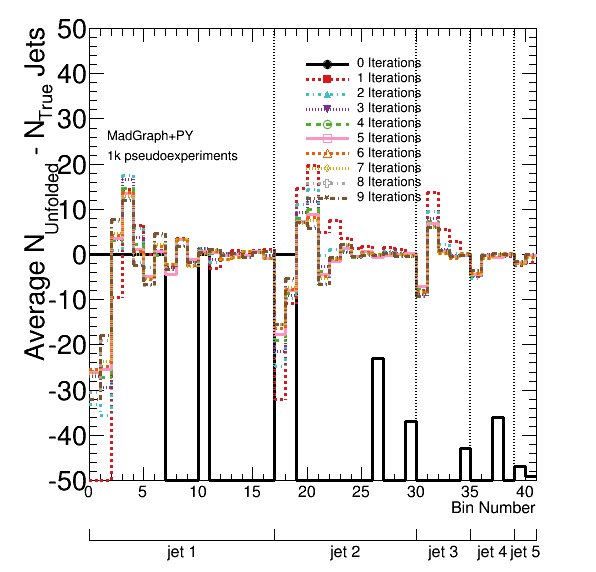 Average N_Unfolded - N_True Jets
50
40
30
20
10
0
-10
-20
-30
-40
-50
MadGraph+PY
1k pseudoexperiments
0 Iterations
1 Iterations
2 Iterations
3 Iterations
4 Iterations
5 Iterations
6 Iterations
7 Iterations
8 Iterations
9 Iterations
0 5 10 15 20 25 30 35 40
Bin Number
jet 1 jet 2 jet 3 jet 4 jet 5